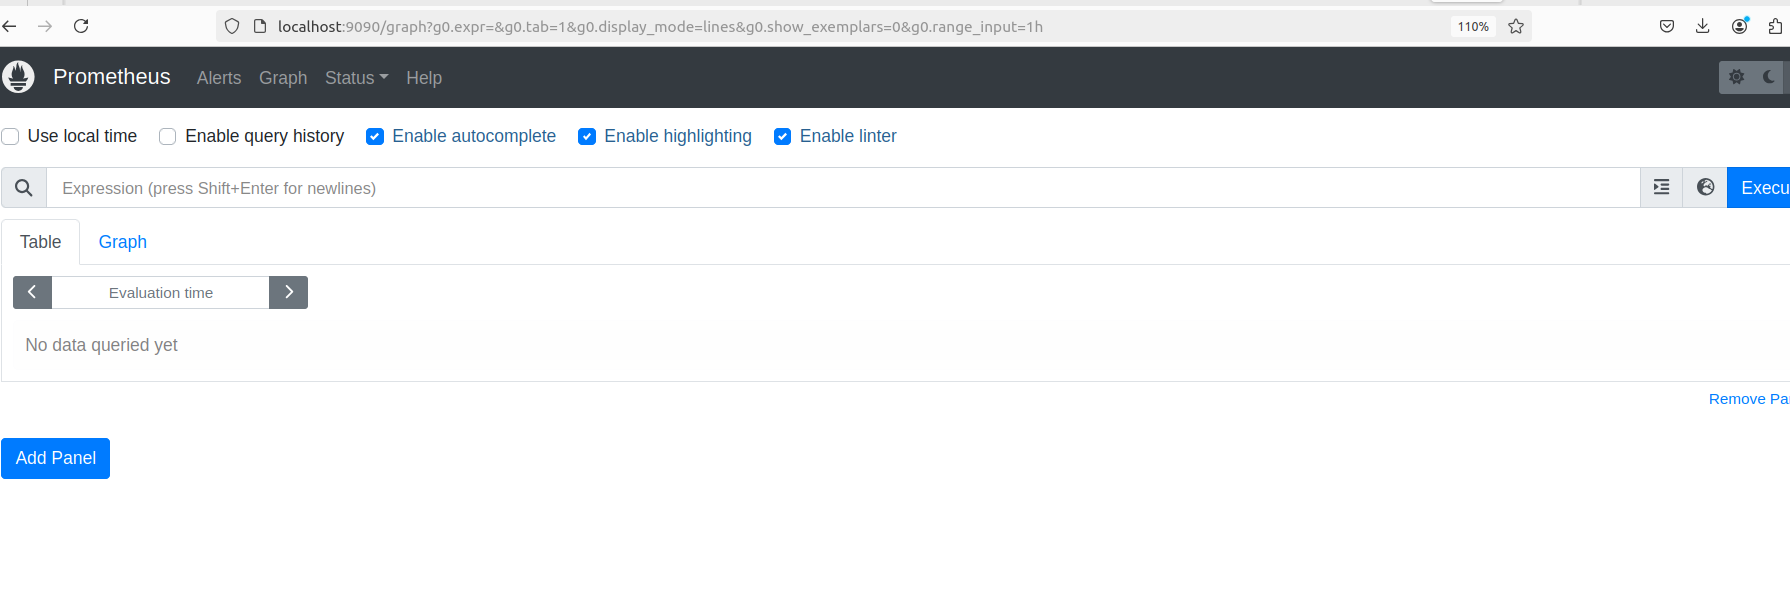 localhost:9090/graph?g0.expr=&g0.tab=1&g0.display_mode=lines&g0.show_exemplars=0&g0.range_input=1h 110%
Prometheus Alerts Graph Status Help
Use local time Enable query history Enable autocomplete Enable highlighting Enable linter
Expression (press Shift+Enter for newlines) Execu
Table Graph
Evaluation time
No data queried yet
Remove Pa
Add Panel